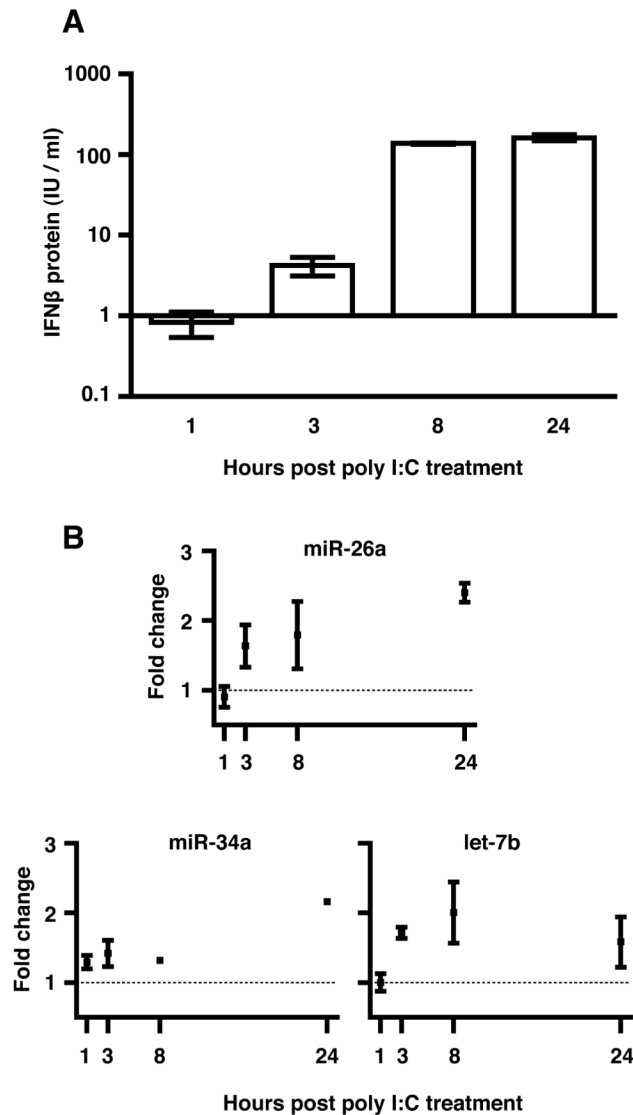 A
IFNβ protein (IU / ml)
1000
100
10
1
0.1
1 3 8 24
Hours post poly I:C treatment
B
miR-26a
Fold change
3
2
1
1 3 8 24
miR-34a let-7b
Fold change
3
2
1
1 3 8 24 1 3 8 24
Hours post poly I:C treatment